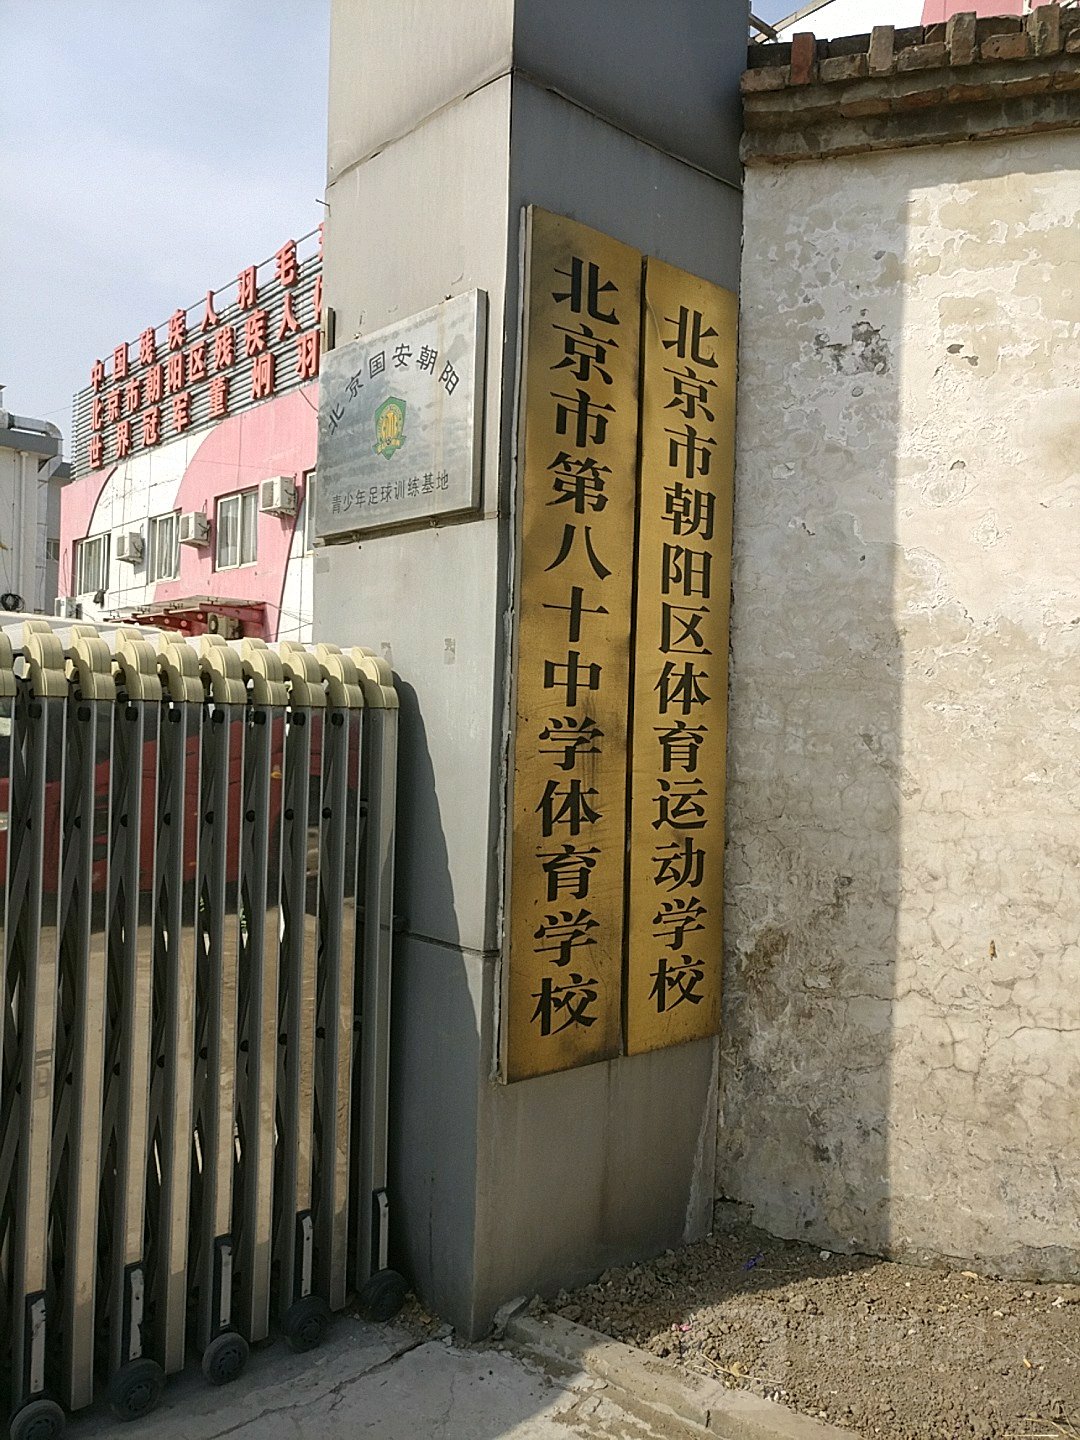 中国残疾人羽毛
北京市朝阳区残疾人
世界冠军董炯羽
北京国安朝阳
青少年足球训练基地
北京市第八十中学体育学校
北京市朝阳区体育运动学校